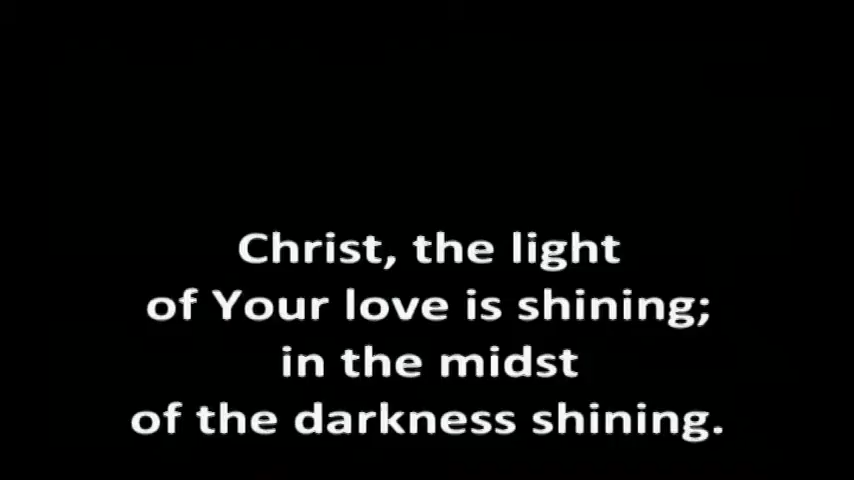 Christ, the light
of Your love is shining;
in the midst
of the darkness shining.